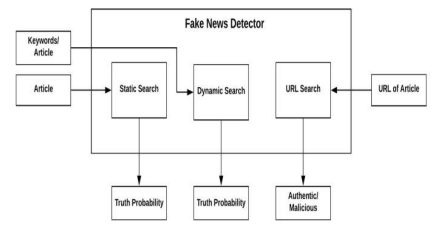 Fake News Detector
Keywords/
Article
Article
Static Search
Dynamic Search
URL Search
URL of Article
Truth Probability
Truth Probability
Authentic/
Malicious